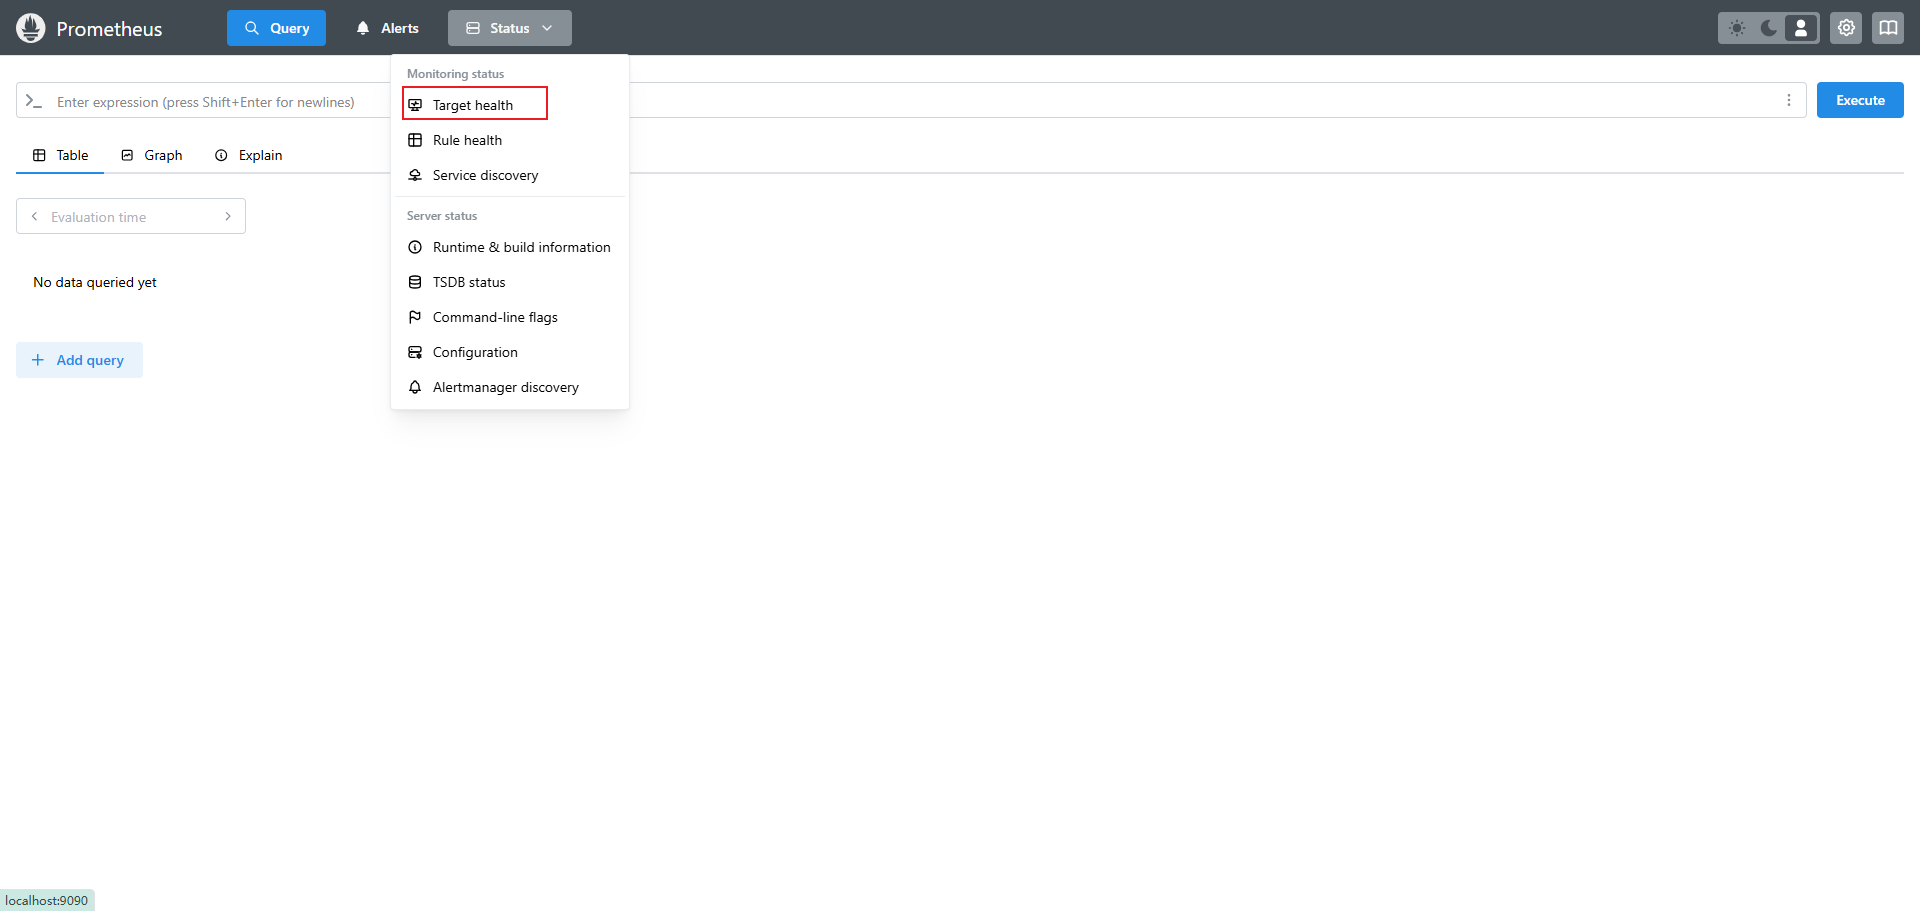 Prometheus
Query
Alerts
Status
Monitoring status
Enter expression (press Shift+Enter for newlines)
Target health
Execute
Rule health
Table
Graph
Explain
Service discovery
Evaluation time
Server status
Runtime & build information
No data queried yet
TSDB status
Command-line flags
Add query
Configuration
Alertmanager discovery
localhost:9090